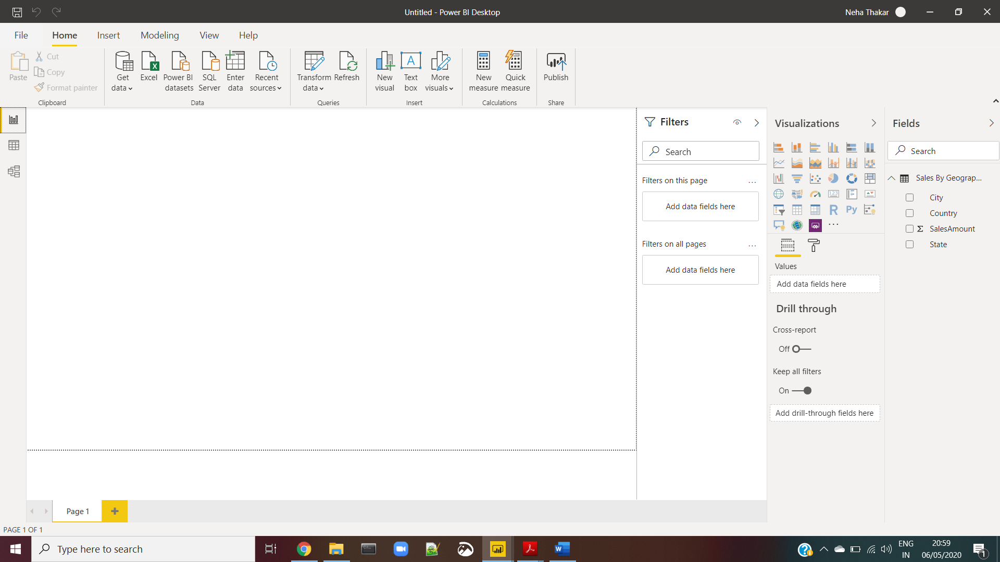 Untitled - Power BI Desktop
Neha Thakar
File Home Insert Modeling View Help
Paste
Cut
Copy
Format painter
Clipboard
Get data
Excel
Power BI datasets
SQL Server
Enter data
Recent sources
Data
Transform data
Refresh
Queries
New visual
Text box
More visuals
Insert
New measure
Quick measure
Calculations
Publish
Share
Filters
Search
Filters on this page
...
Add data fields here
Filters on all pages
...
Add data fields here
Visualizations
123
R
Py
...
Values
Add data fields here
Drill through
Cross-report
Off
Keep all filters
On
Add drill-through fields here
Fields
Search
Sales By Geograp...
City
Country
Σ SalesAmount
State
Page 1
PAGE 1 OF 1
Type here to search
ENG
IN
20:59
06/05/2020
1